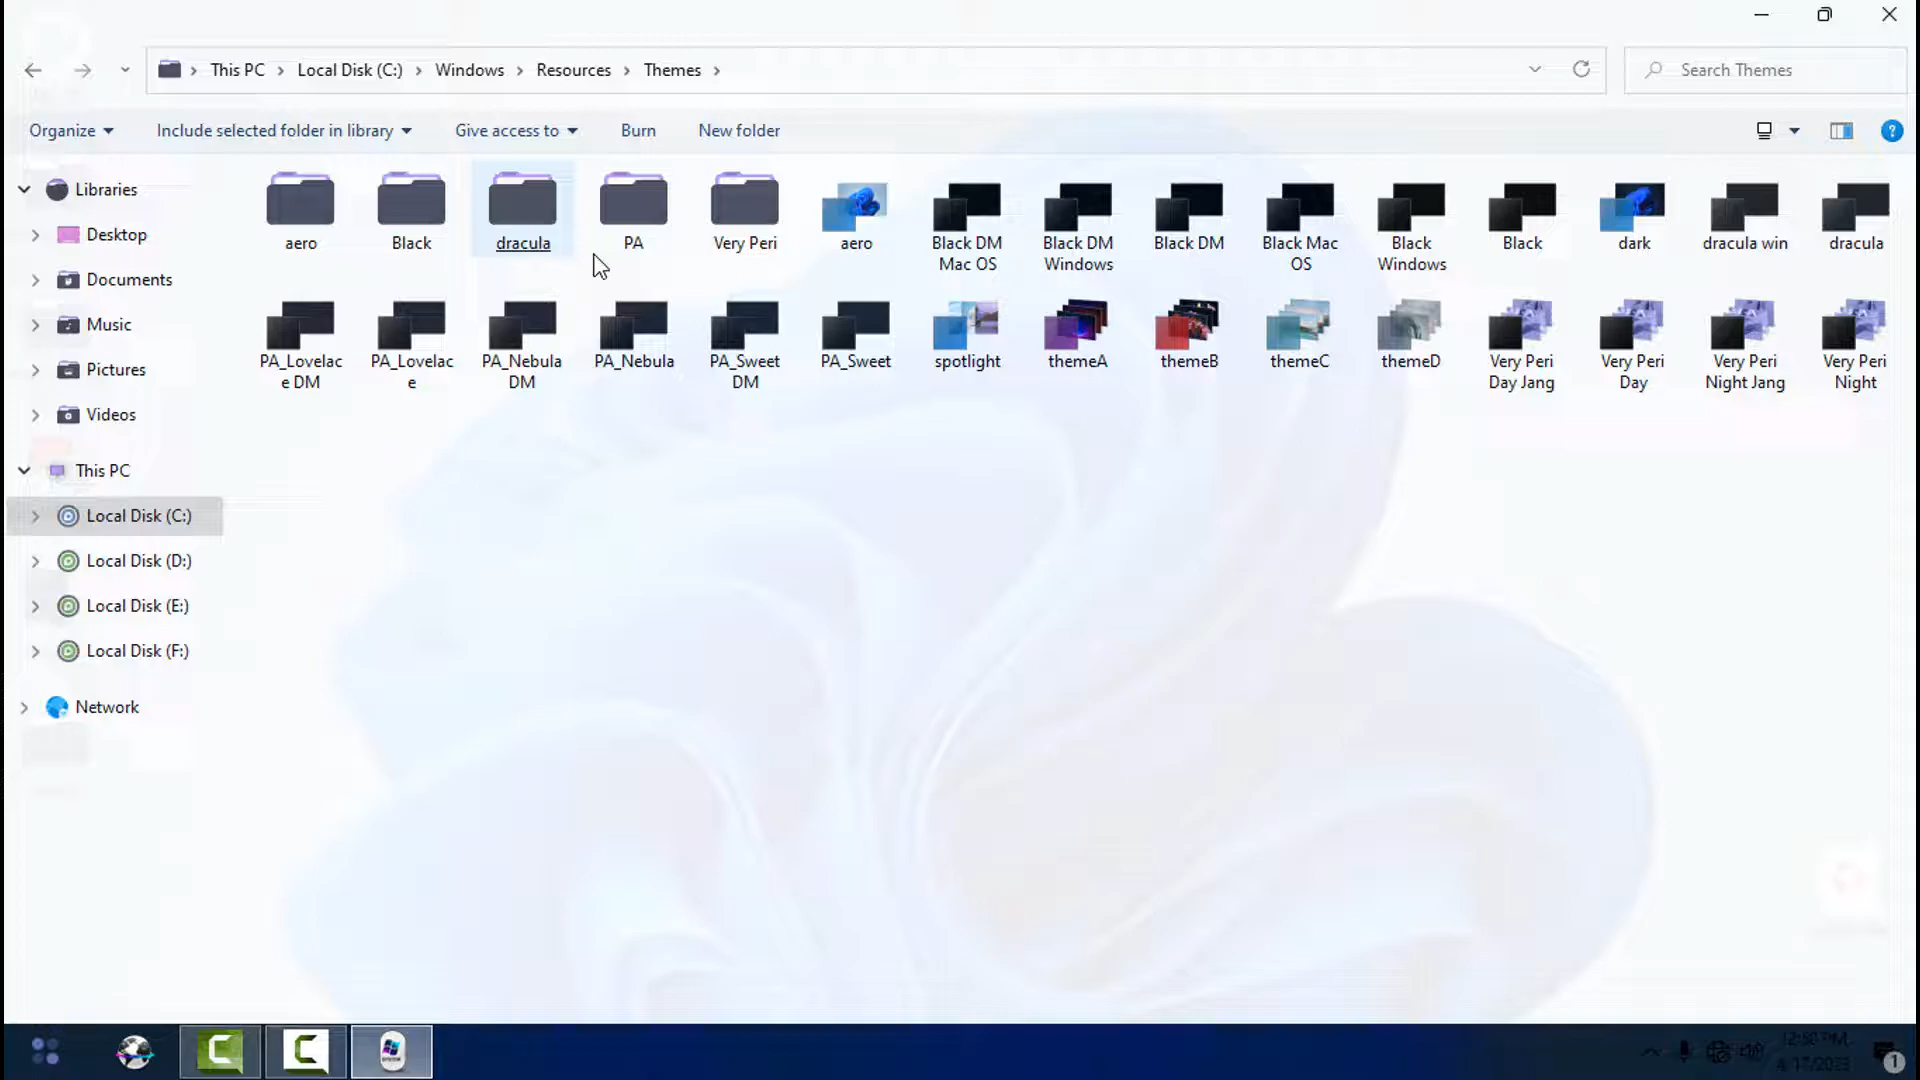 This PC
Local Disk (C:)
Windows
Resources
Themes
Search Themes
Organize
Include selected folder in library
Give access to
Burn
New folder
?
Libraries
Desktop
Documents
Music
Pictures
Videos
This PC
Local Disk (C:)
Local Disk (D:)
Local Disk (E:)
Local Disk (F:)
Network
aero
Black
dracula
PA
Very Peri
aero
Black DM
Mac OS
Black DM
Windows
Black DM
Black Mac
OS
Black
Windows
Black
dark
dracula win
dracula
PA_Lovelac
e DM
PA_Lovelac
e
PA_Nebula
DM
PA_Nebula
PA_Sweet
DM
PA_Sweet
spotlight
themeA
themeB
themeC
themeD
Very Peri
Day Jang
Very Peri
Day
Very Peri
Night Jang
Very Peri
Night
1